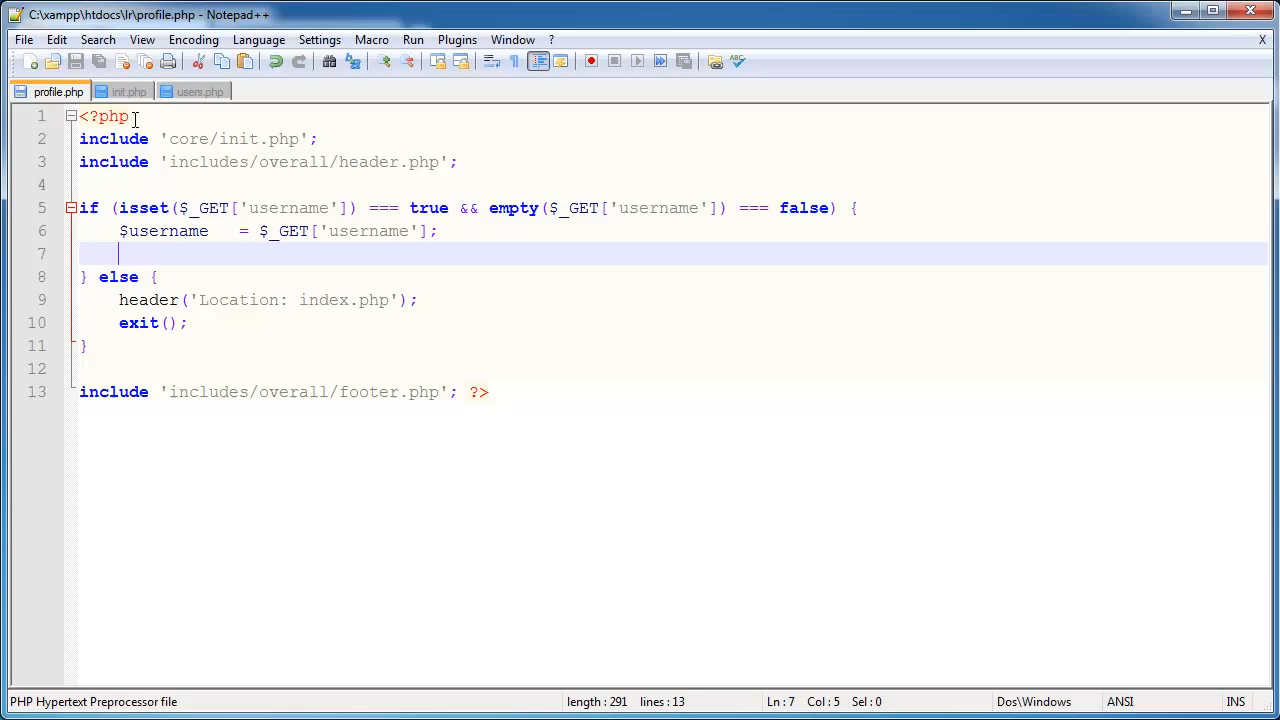 C:\xampp\htdocs\lr\profile.php - Notepad++
File Edit Search View Encoding Language Settings Macro Run Plugins Window ? X
profile.php init.php users.php
1 <?php
2 include 'core/init.php';
3 include 'includes/overall/header.php';
4
5 if (isset($_GET['username']) === true && empty($_GET['username']) === false) {
6 $username = $_GET['username'];
7
8 } else {
9 header('Location: index.php');
10 exit();
11 }
12
13 include 'includes/overall/footer.php'; ?>
PHP Hypertext Preprocessor file length : 291 lines : 13 Ln : 7 Col : 5 Sel : 0 Dos\Windows ANSI INS